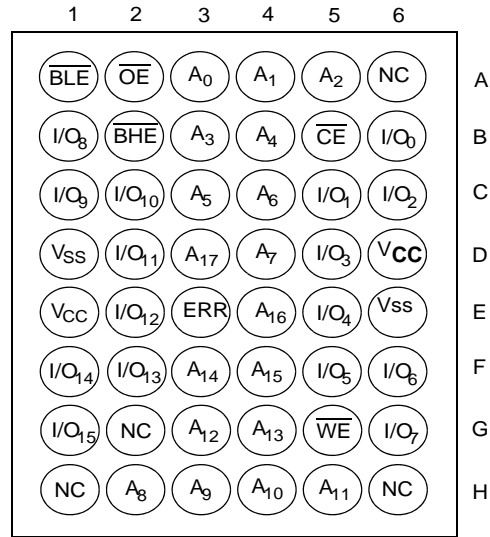 1 2 3 4 5 6
BLE OE A0 A1 A2 NC A
I/O8 BHE A3 A4 CE I/O0 B
I/O9 I/O10 A5 A6 I/O1 I/O2 C
VSS I/O11 A17 A7 I/O3 VCC D
VCC I/O12 ERR A16 I/O4 Vss E
I/O14 I/O13 A14 A15 I/O5 I/O6 F
I/O15 NC A12 A13 WE I/O7 G
NC A8 A9 A10 A11 NC H